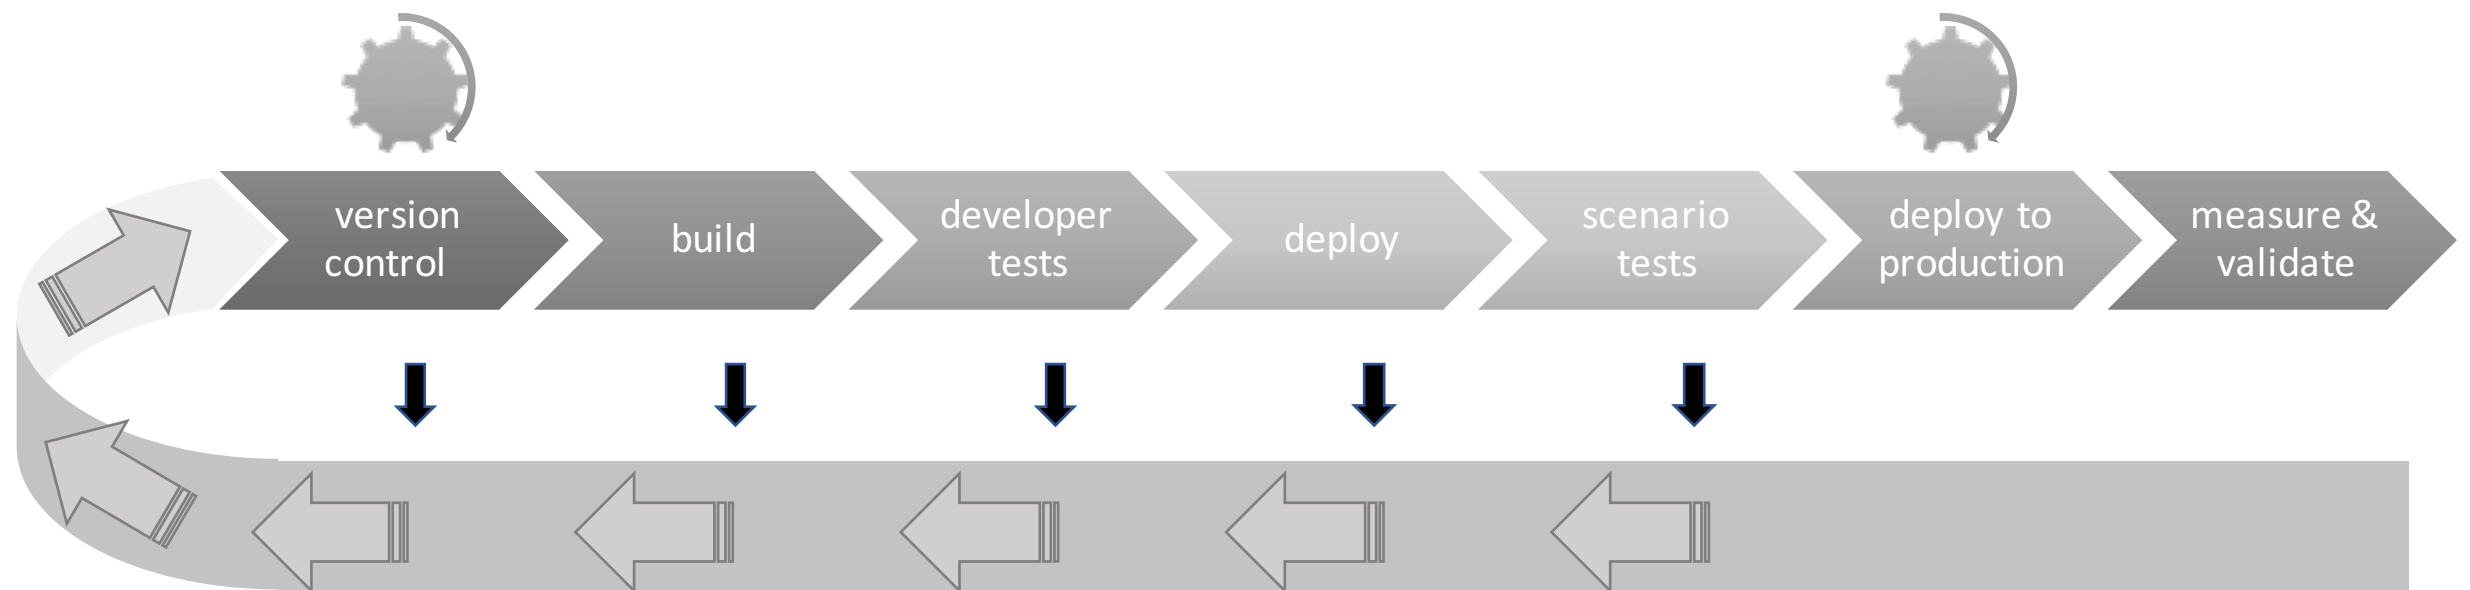 version
control
build
developer
tests
deploy
scenario
tests
deploy to
production
measure &
validate